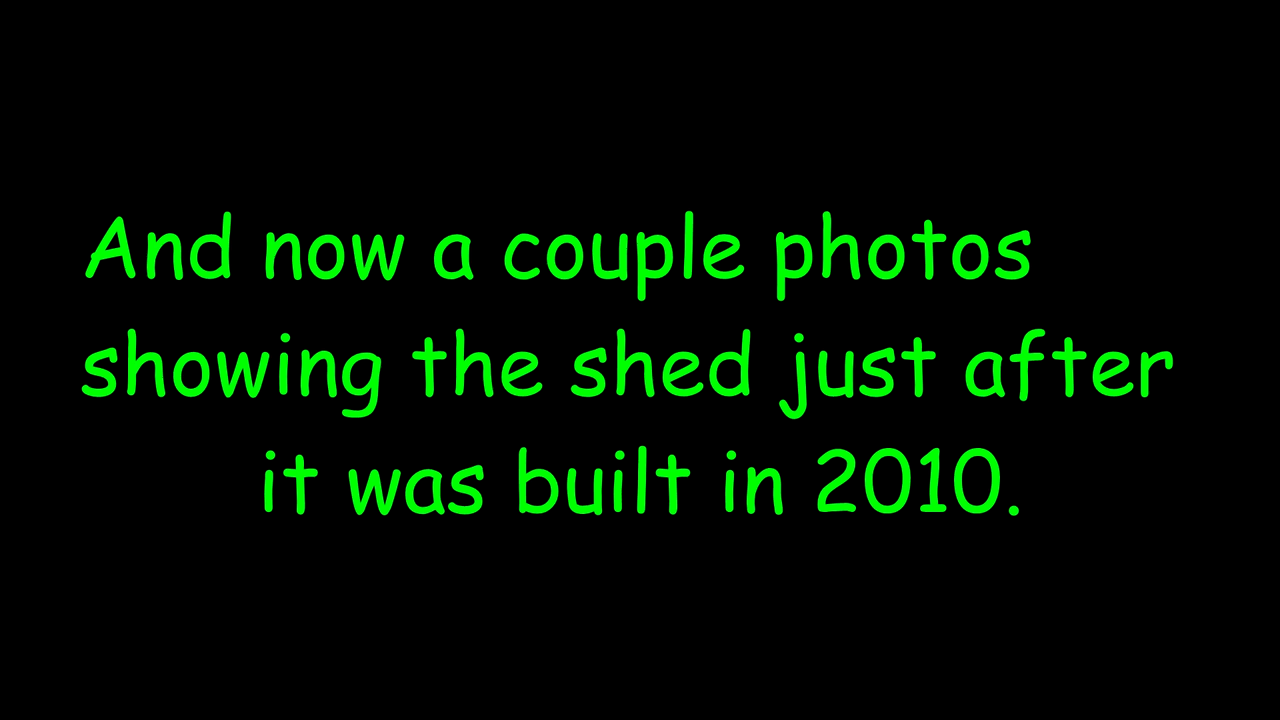 And now a couple photos
showing the shed just after
it was built in 2010.